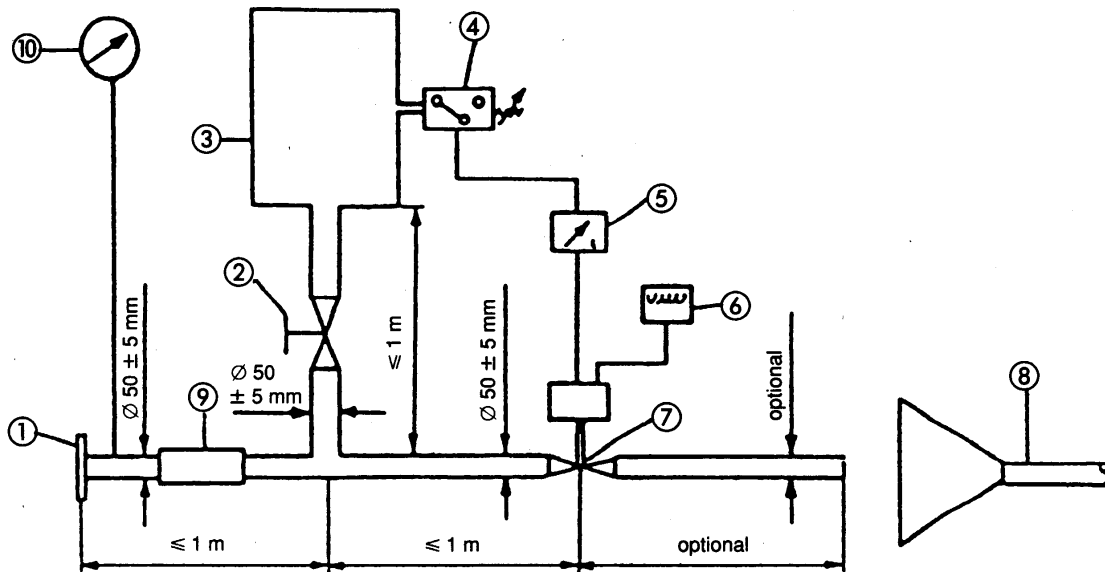 ⑩
④
③
⑤
②
⑥
≤ 1 m
Ø 50 ± 5 mm
Ø 50
± 5 mm
Ø 50 ± 5 mm
optional
⑧
⑨
①
⑦
≤ 1 m
≤ 1 m
optional